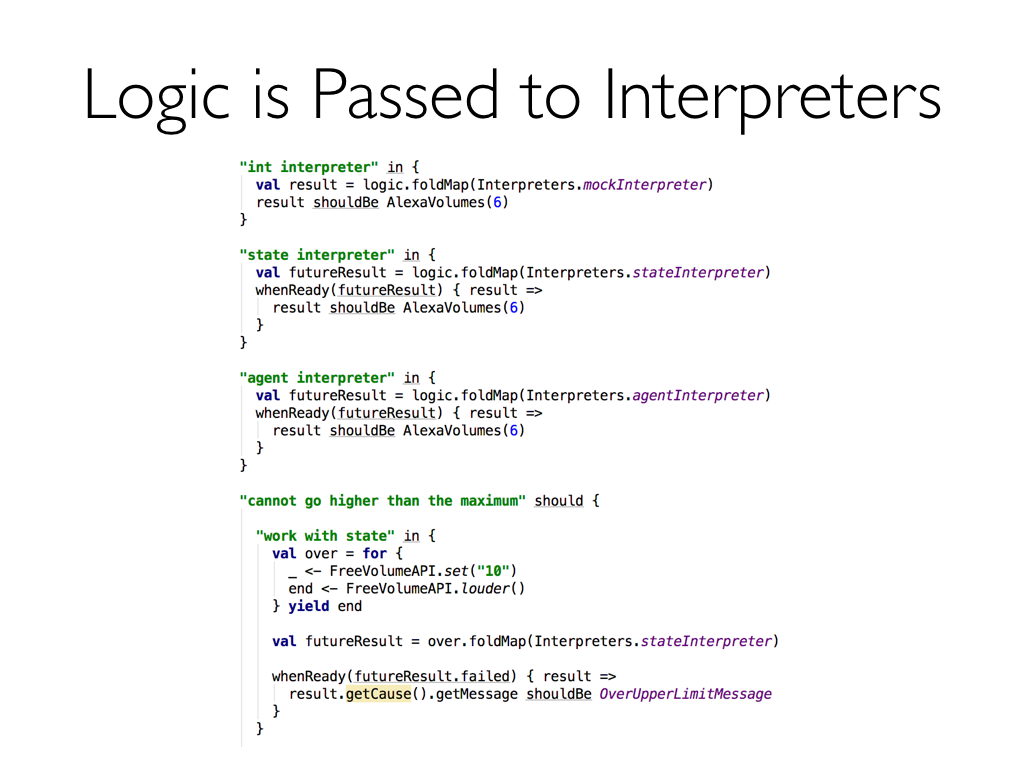 Logic is Passed to Interpreters
"int interpreter" in {
  val result = logic.foldMap(Interpreters.mockInterpreter)
  result shouldBe AlexaVolumes(6)
}
"state interpreter" in {
  val futureResult = logic.foldMap(Interpreters.stateInterpreter)
  whenReady(futureResult) { result =>
    result shouldBe AlexaVolumes(6)
  }
}
"agent interpreter" in {
  val futureResult = logic.foldMap(Interpreters.agentInterpreter)
  whenReady(futureResult) { result =>
    result shouldBe AlexaVolumes(6)
  }
}
"cannot go higher than the maximum" should {
  "work with state" in {
    val over = for {
      _ <- FreeVolumeAPI.set("10")
      end <- FreeVolumeAPI.louder()
    } yield end
    val futureResult = over.foldMap(Interpreters.stateInterpreter)
    whenReady(futureResult.failed) { result =>
      result.getCause().getMessage shouldBe OverUpperLimitMessage
    }
  }